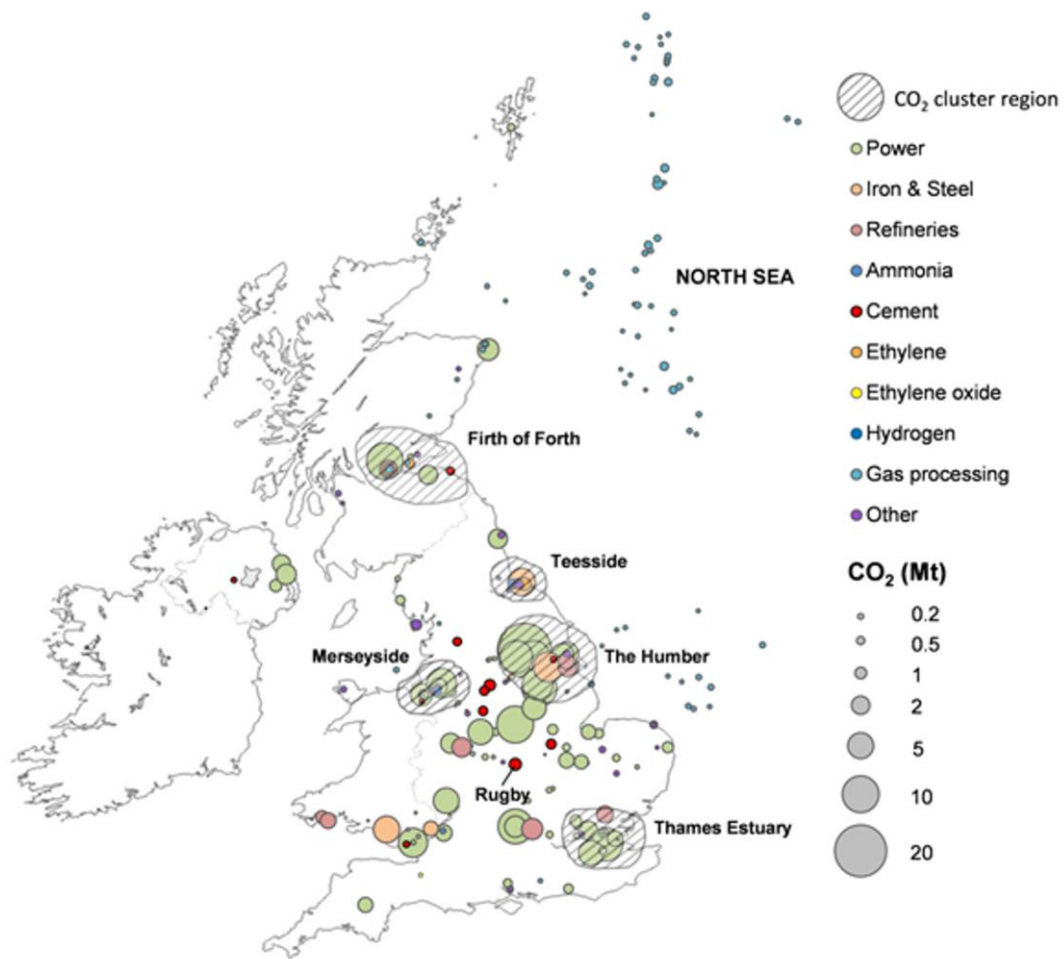 CO₂ cluster region
Power
Iron & Steel
Refineries
NORTH SEA
Ammonia
Cement
Ethylene
Ethylene oxide
Hydrogen
Firth of Forth
Gas processing
Other
Teesside
CO₂ (Mt)
0.2
0.5
Merseyside
The Humber
1
2
5
Rugby
10
Thames Estuary
20